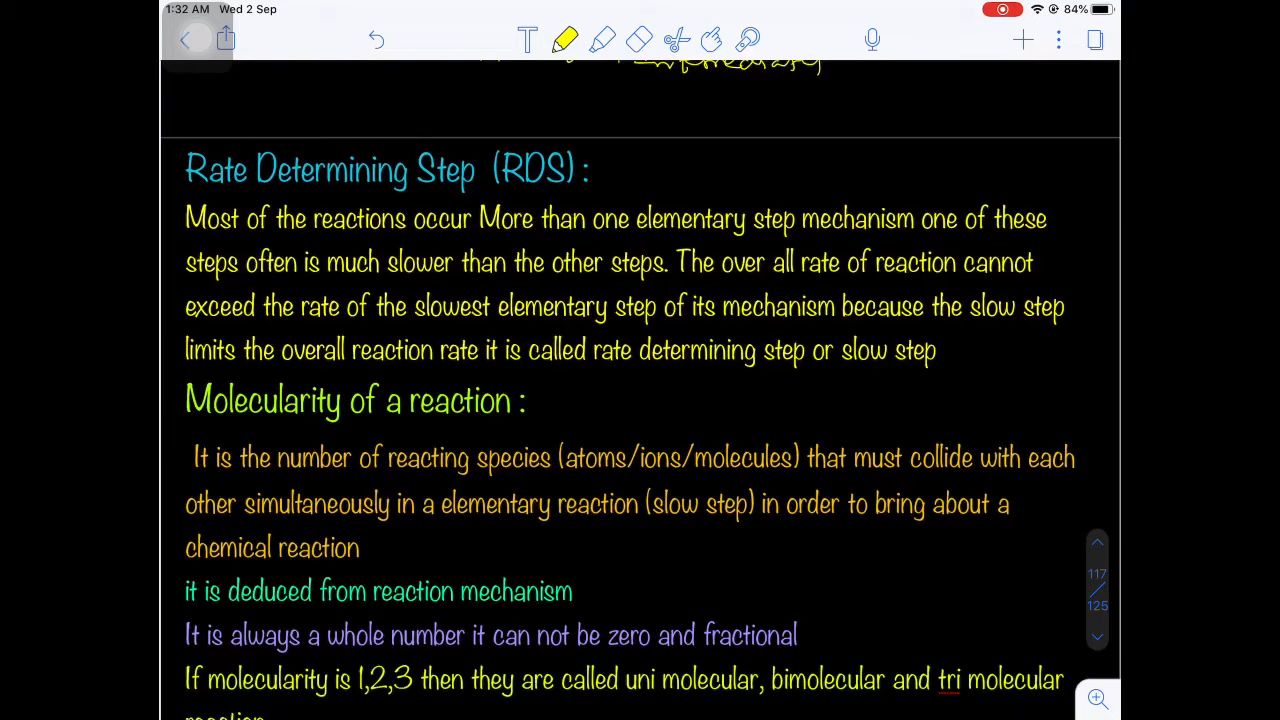 1:32 AM Wed 2 Sep
84%
T
Rate Determining Step (RDS) :
Most of the reactions occur More than one elementary step mechanism one of these
steps often is much slower than the other steps. The over all rate of reaction cannot
exceed the rate of the slowest elementary step of its mechanism because the slow step
limits the overall reaction rate it is called rate determining step or slow step
Molecularity of a reaction :
It is the number of reacting species (atoms/ions/molecules) that must collide with each
other simultaneously in a elementary reaction (slow step) in order to bring about a
chemical reaction
it is deduced from reaction mechanism
It is always a whole number it can not be zero and fractional
If molecularity is 1,2,3 then they are called uni molecular, bimolecular and tri molecular
reaction
117
/
125